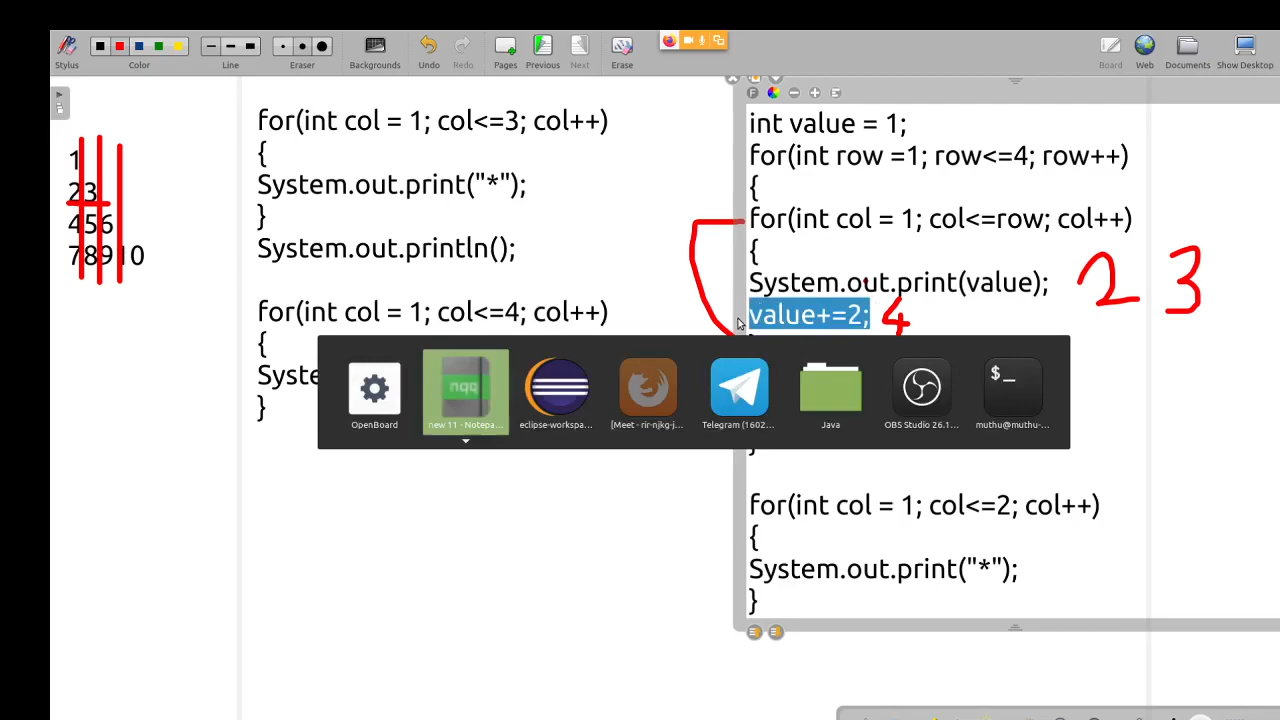 Stylus
Color
Line
Eraser
Backgrounds
Undo
Redo
Pages
Previous
Next
Erase
Board
Web
Documents
Show Desktop
1
23
456
78910
for(int col = 1; col<=3; col++)
{
System.out.print("*");
}
System.out.println();
for(int col = 1; col<=4; col++)
{
Syste
}
F
int value = 1;
for(int row =1; row<=4; row++)
{
for(int col = 1; col<=row; col++)
{
System.out.print(value);
2 3
value+=2;
4
OpenBoard
nqq
new 11 - Notepa...
eclipse-workspa...
[Meet - rir-njkg-j...
Telegram (1602...
Java
OBS Studio 26.1...
$_
muthu@muthu-...
}
for(int col = 1; col<=2; col++)
{
System.out.print("*");
}